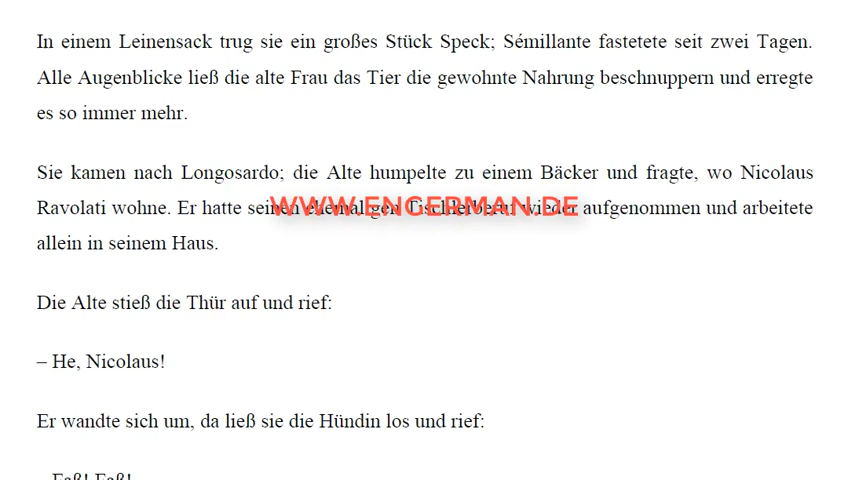 In einem Leinensack trug sie ein großes Stück Speck; Sémillante fastetete seit zwei Tagen.
Alle Augenblicke ließ die alte Frau das Tier die gewohnte Nahrung beschnuppern und erregte
es so immer mehr.
Sie kamen nach Longosardo; die Alte humpelte zu einem Bäcker und fragte, wo Nicolaus
Ravolati wohne. Er hatte seinen ehemaligen Tischlerberuf wieder aufgenommen und arbeitete
WWW.ENGERMAN.DE
allein in seinem Haus.
Die Alte stieß die Thür auf und rief:
– He, Nicolaus!
Er wandte sich um, da ließ sie die Hündin los und rief:
– Faß! Faß!